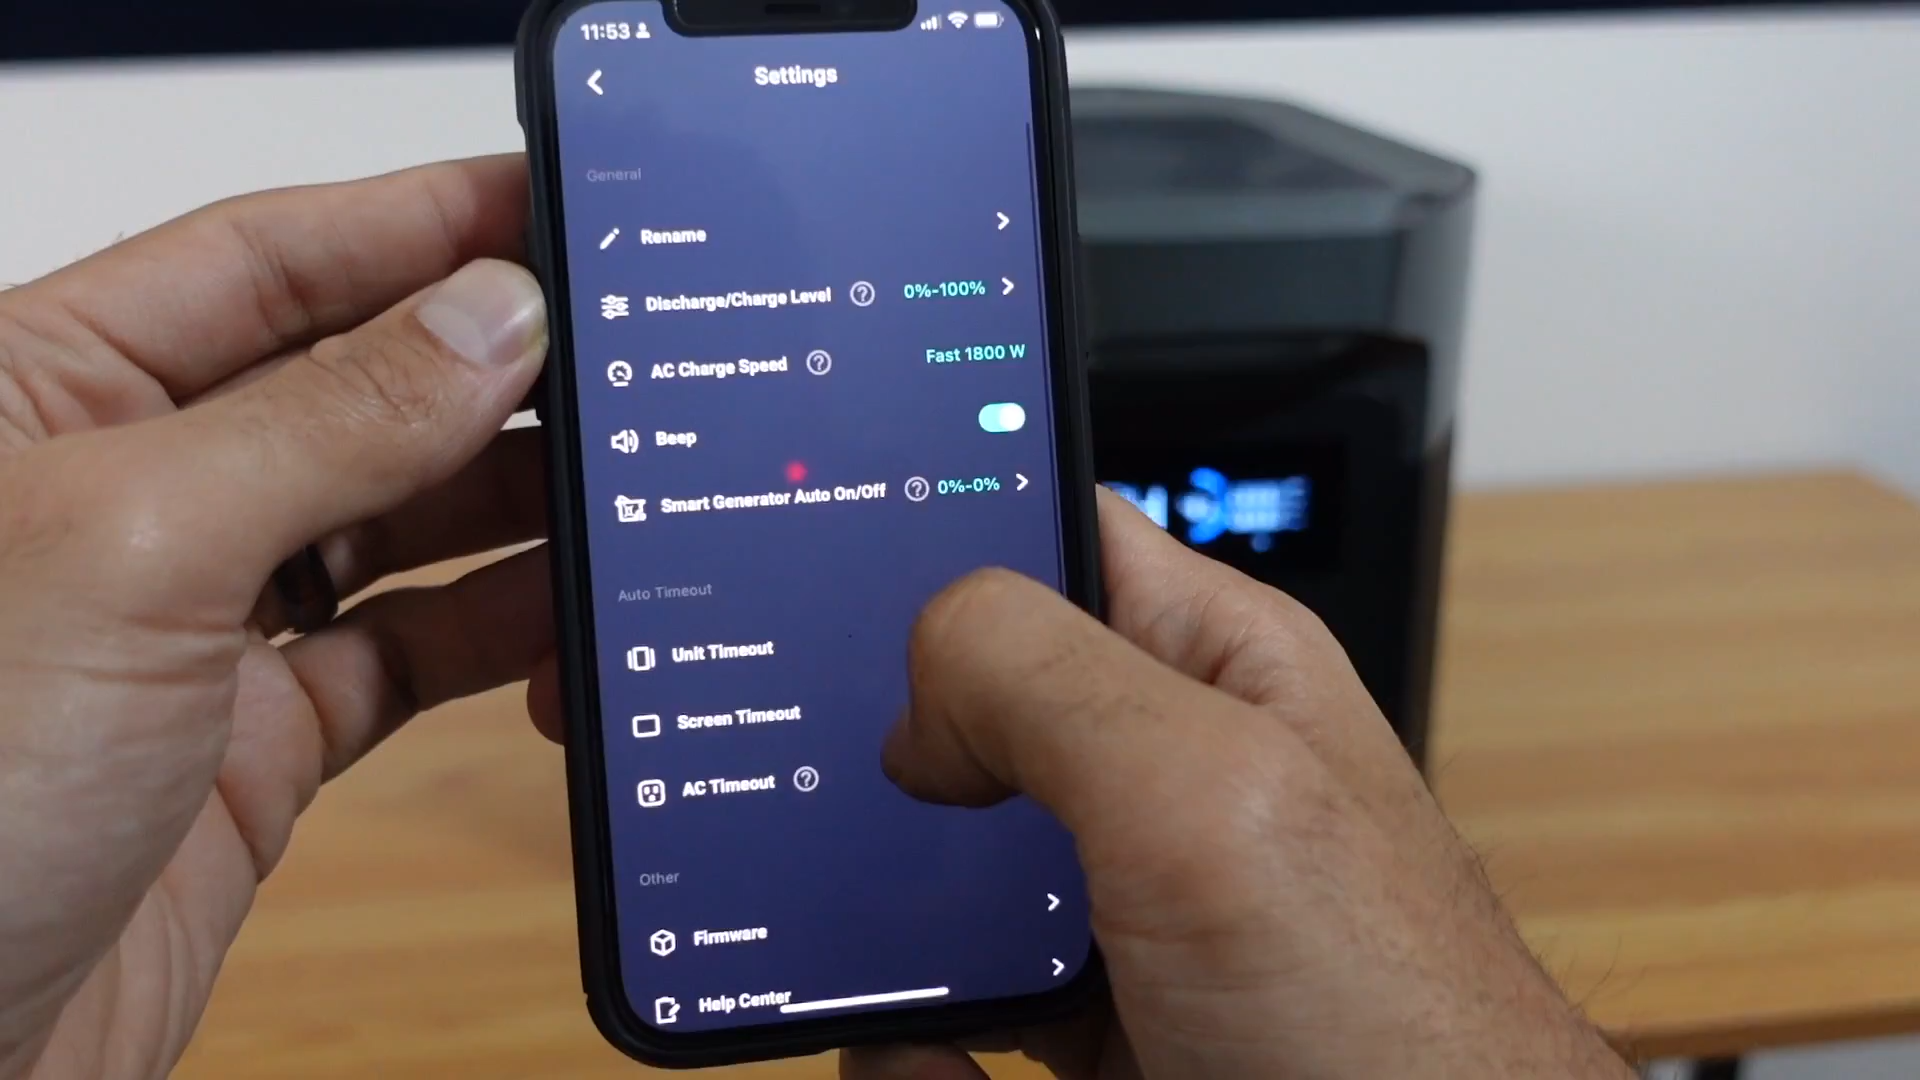 11:53
Settings
General
Rename
Discharge/Charge Level ? 0%-100%
AC Charge Speed ? Fast 1800 W
Beep
Smart Generator Auto On/Off ? 0%-0%
Auto Timeout
Unit Timeout
Screen Timeout
AC Timeout ?
Other
Firmware
Help Center